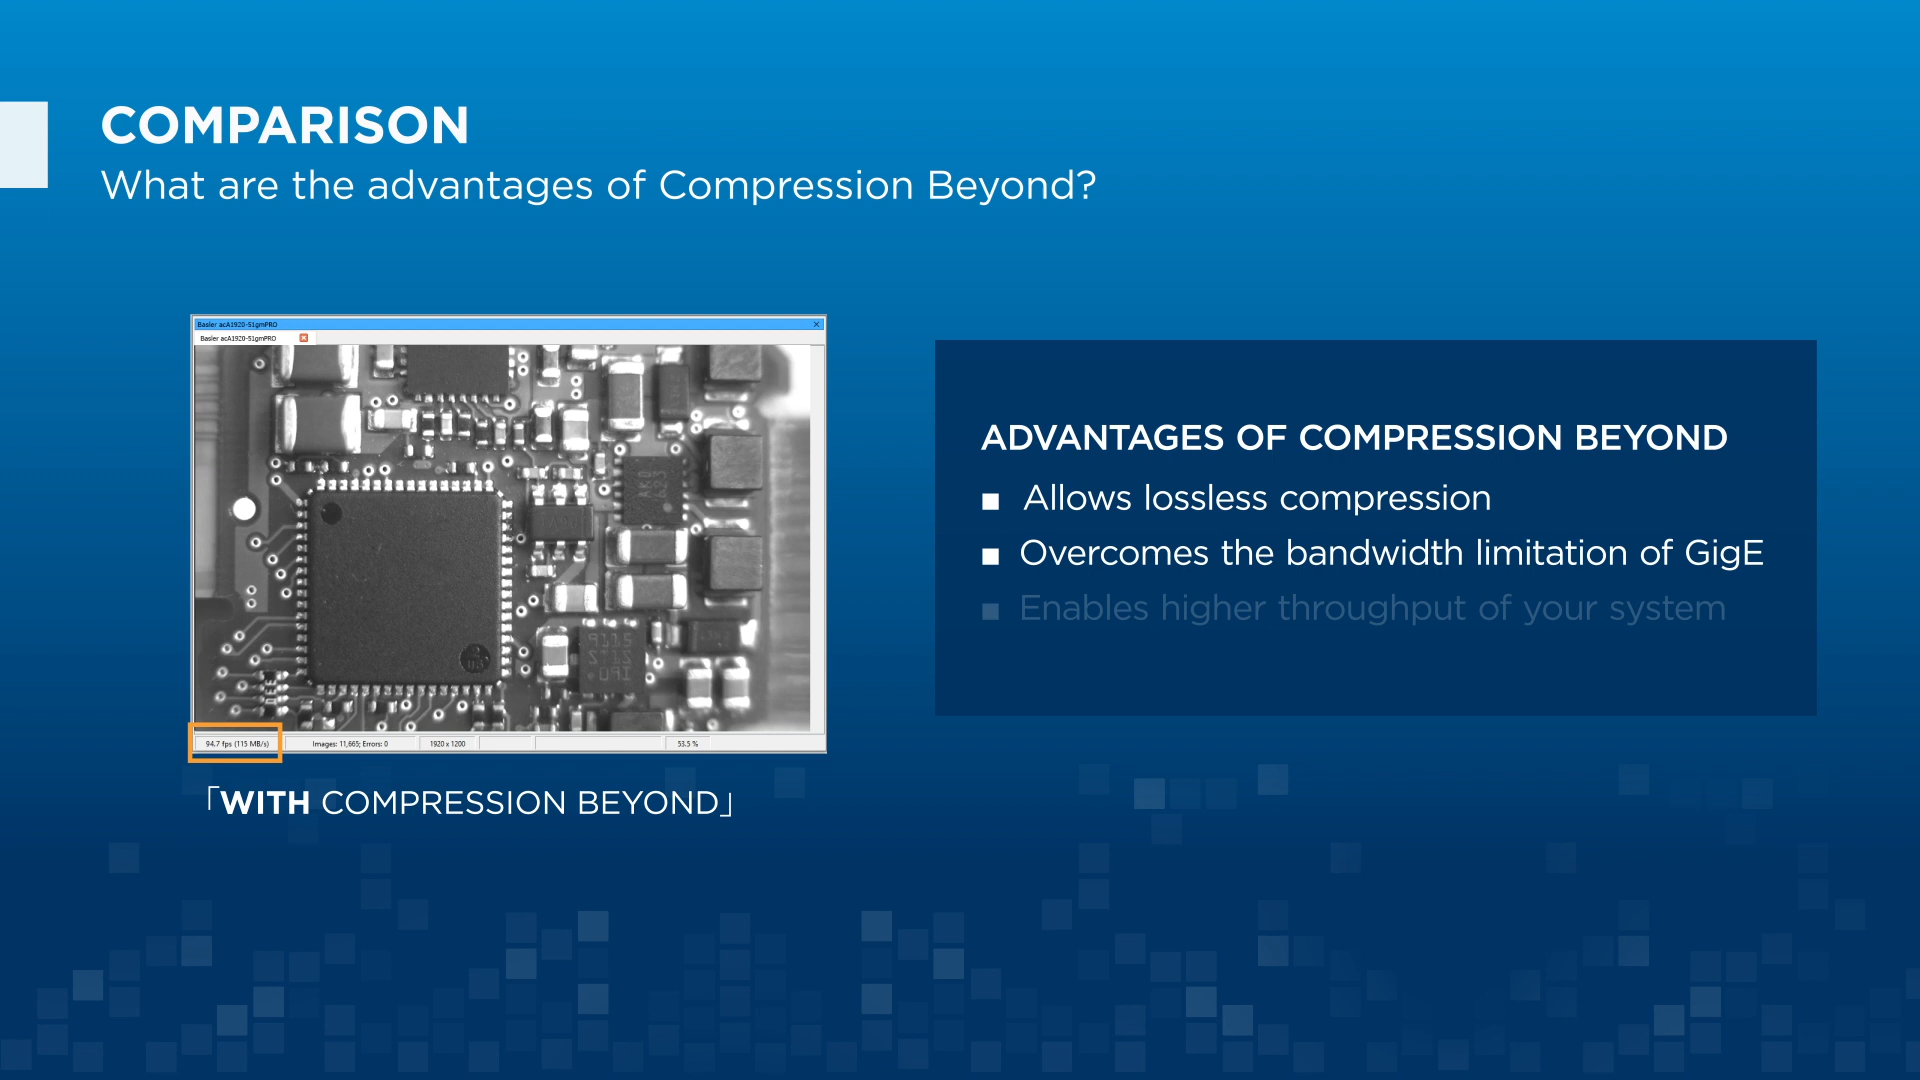 COMPARISON
What are the advantages of Compression Beyond?
Basler acA1920-51gmPRO
Basler acA1920-51gmPRO
94.7 fps (115 MB/s)
Images: 11,665; Errors: 0
1920 x 1200
53.5 %
「WITH COMPRESSION BEYOND」
ADVANTAGES OF COMPRESSION BEYOND
■ Allows lossless compression
■ Overcomes the bandwidth limitation of GigE
■ Enables higher throughput of your system